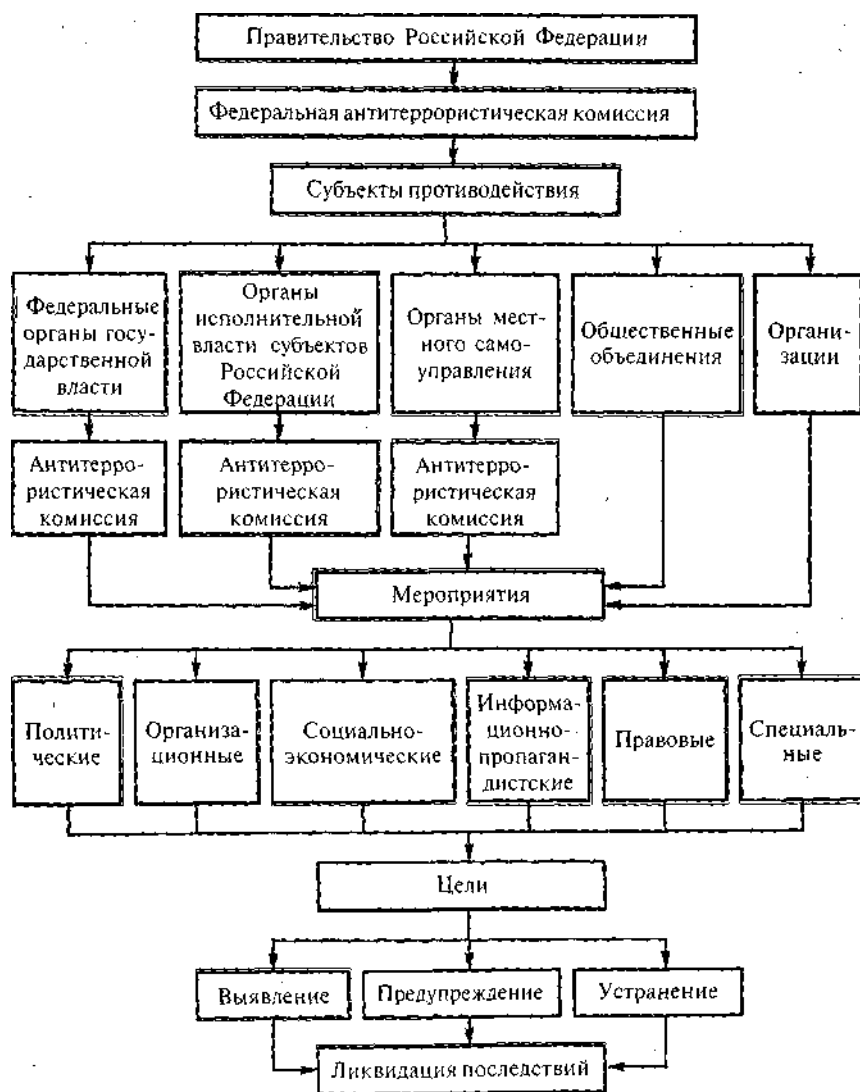 Правительство Российской Федерации
Федеральная антитеррористическая комиссия
Субъекты противодействия
Федеральные
органы госу-
дарственной
власти
Органы
исполнительной
власти субъектов
Российской
Федерации
Органы мест-
ного само-
управления
Общественные
объединения
Органи-
зации
Антитерро-
ристическая
комиссия
Антитерро-
ристическая
комиссия
Антитерро-
ристическая
комиссия
Мероприятия
Полити-
ческие
Организа-
ционные
Социально-
экономические
Информа-
ционно-
пропаган-
дистские
Правовые
Специаль-
ные
Цели
Выявление
Предупреждение
Устранение
Ликвидация последствий